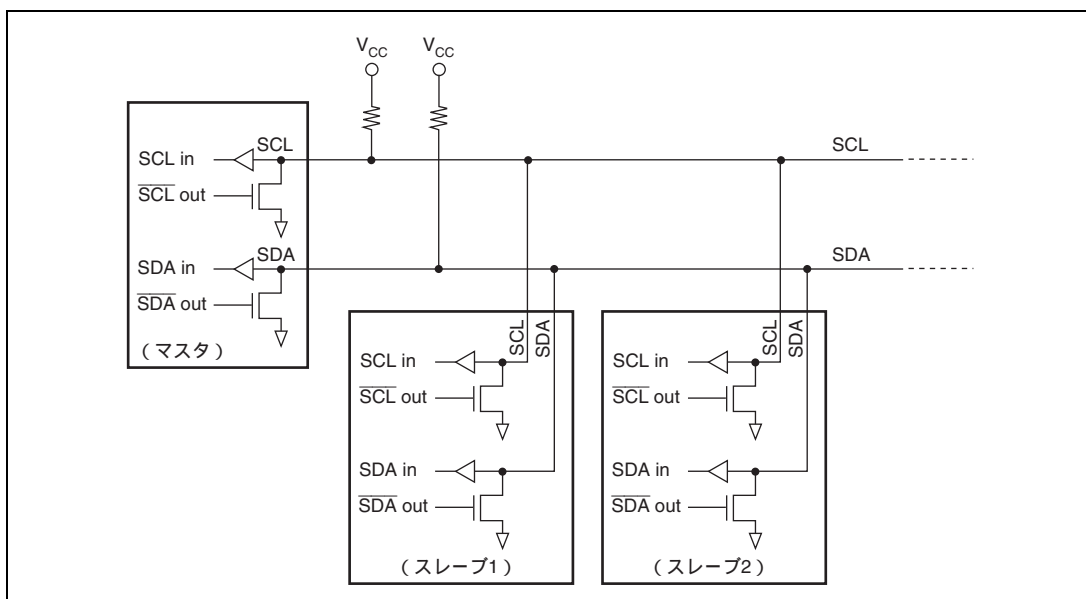 VCC
VCC
SCL
SCL in
SCL out
SDA
SDA in
SDA out
（マスタ）
SCL
SDA
SCL
SDA
SCL in
SCL out
SDA in
SDA out
（スレーブ1）
SCL
SDA
SCL in
SCL out
SDA in
SDA out
（スレーブ2）